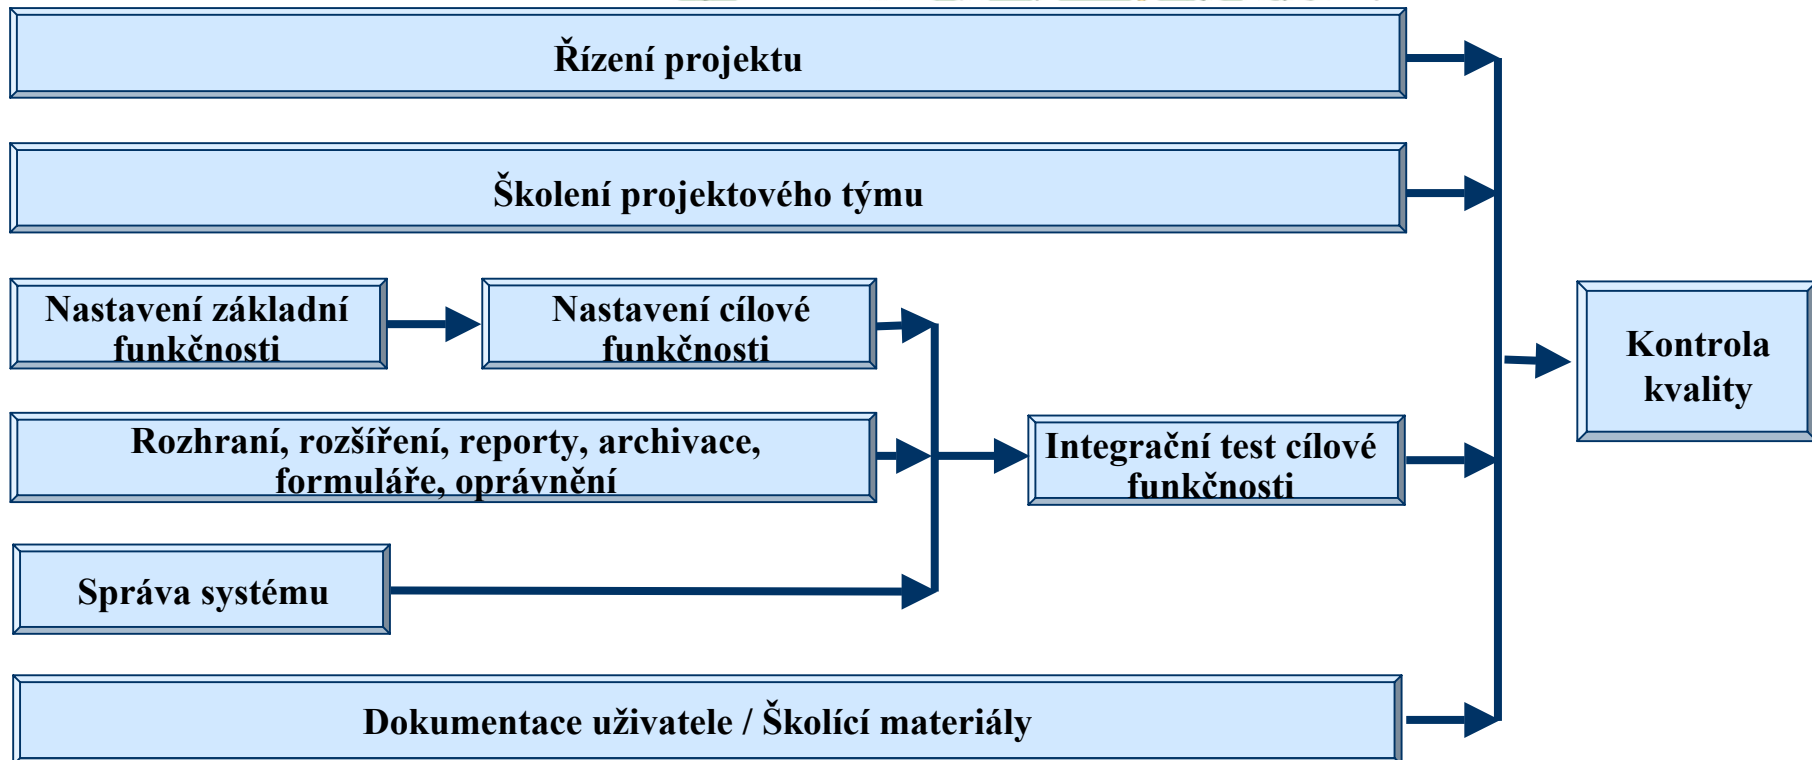 Řízení projektu
Školení projektového týmu
Nastavení základní
funkčnosti
Nastavení cílové
funkčnosti
Rozhraní, rozšíření, reporty, archivace,
formuláře, oprávnění
Integrační test cílové
funkčnosti
Kontrola
kvality
Správa systému
Dokumentace uživatele / Školící materiály